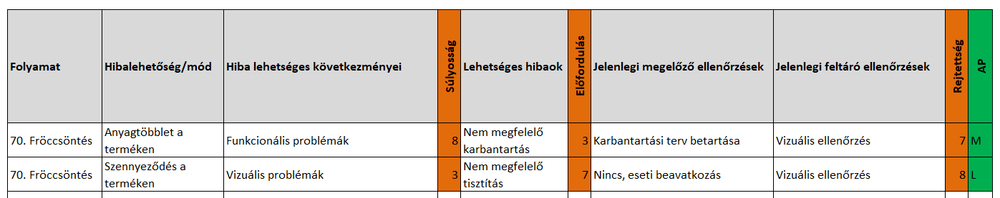 Folyamat Hibalehetőség/mód Hiba lehetséges következményei Súlyosság Lehetséges hibaok Előfordulás Jelenlegi megelőző ellenőrzések Jelenlegi feltáró ellenőrzések Rejtettség AP
70. Fröccsöntés Anyagtöbblet a terméken Funkcionális problémák 8 Nem megfelelő karbantartás 3 Karbantartási terv betartása Vizuális ellenőrzés 7 M
70. Fröccsöntés Szennyeződés a terméken Vizuális problémák 3 Nem megfelelő tisztítás 7 Nincs, eseti beavatkozás Vizuális ellenőrzés 8 L